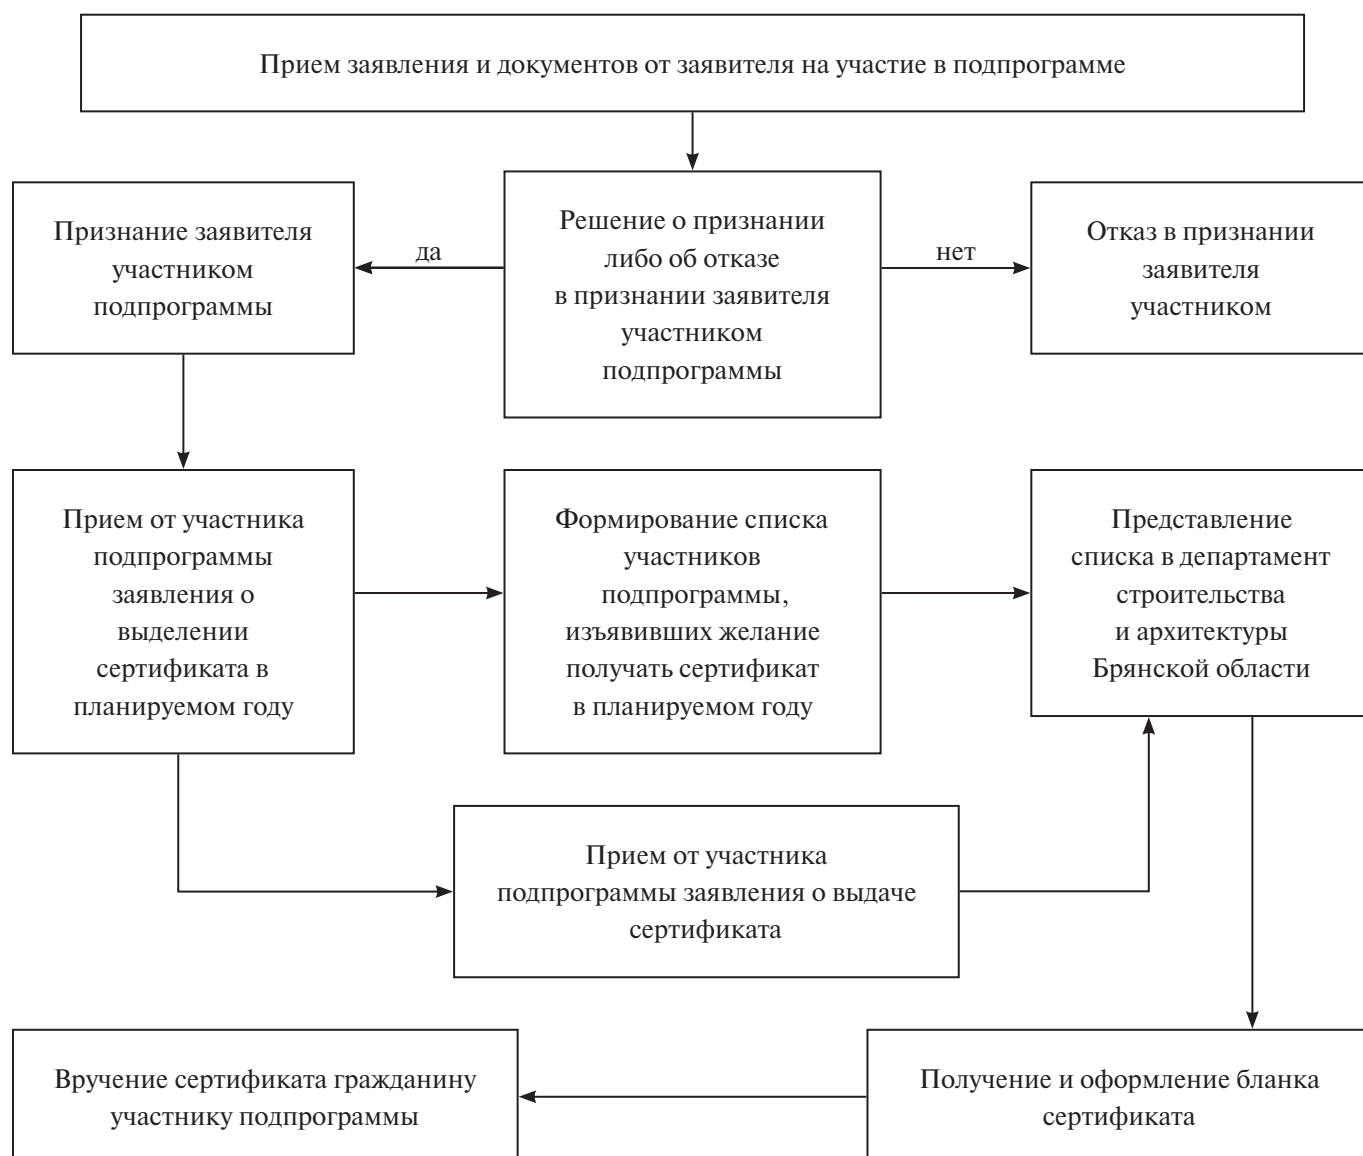 Прием заявления и документов от заявителя на участие в подпрограмме
Признание заявителя
участником
подпрограммы
да
Решение о признании
либо об отказе
в признании заявителя
участником
подпрограммы
нет
Отказ в признании
заявителя
участником
Прием от участника
подпрограммы
заявления о
выделении
сертификата в
планируемом году
Формирование списка
участников
подпрограммы,
изъявивших желание
получать сертификат
в планируемом году
Представление
списка в департамент
строительства
и архитектуры
Брянской области
Прием от участника
подпрограммы заявления о выдаче
сертификата
Вручение сертификата гражданину
участнику подпрограммы
Получение и оформление бланка
сертификата